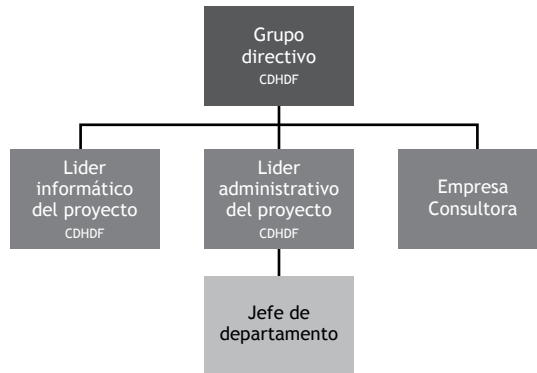 Grupo
directivo
CDHDF
Lider
informático
del proyecto
CDHDF
Lider
administrativo
del proyecto
CDHDF
Empresa
Consultora
Jefe de
departamento